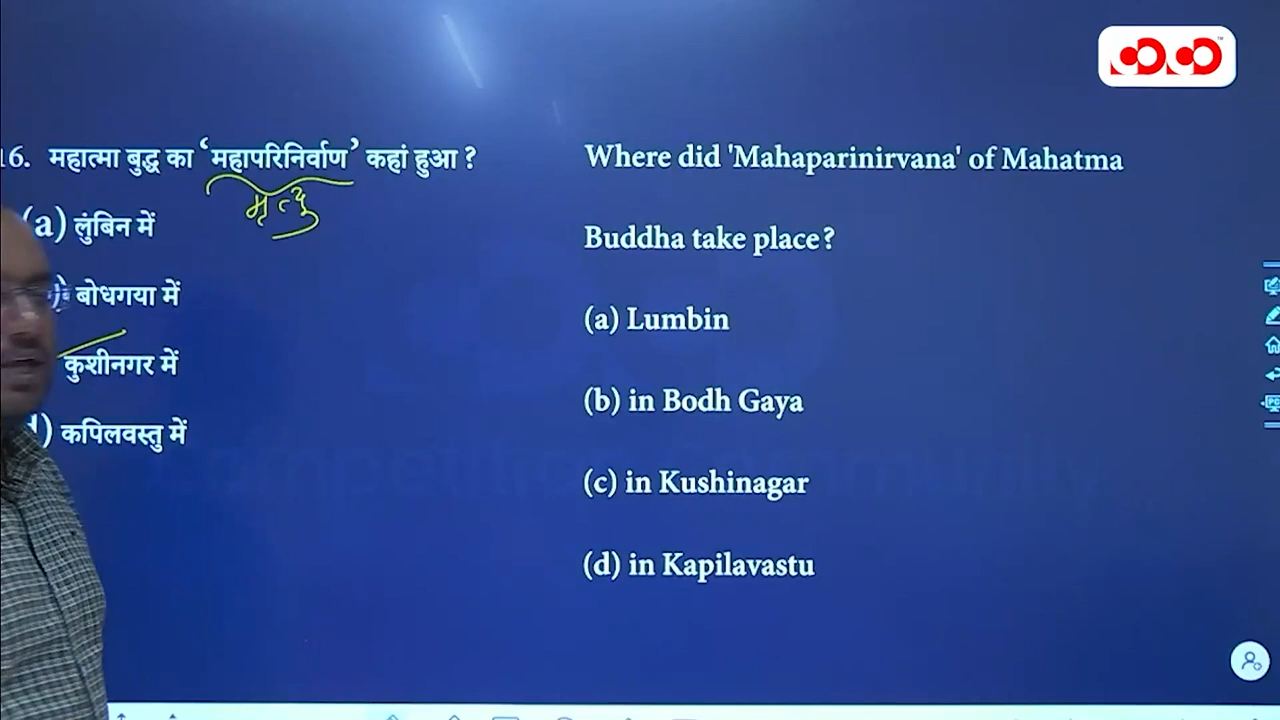 16. महात्मा बुद्ध का ‘महापरिनिर्वाण’ कहां हुआ ?
मृत्यु
(a) लुंबिन में
बोधगया में
कुशीनगर में
d) कपिलवस्तु में
Where did 'Mahaparinirvana' of Mahatma
Buddha take place?
(a) Lumbin
(b) in Bodh Gaya
(c) in Kushinagar
(d) in Kapilavastu